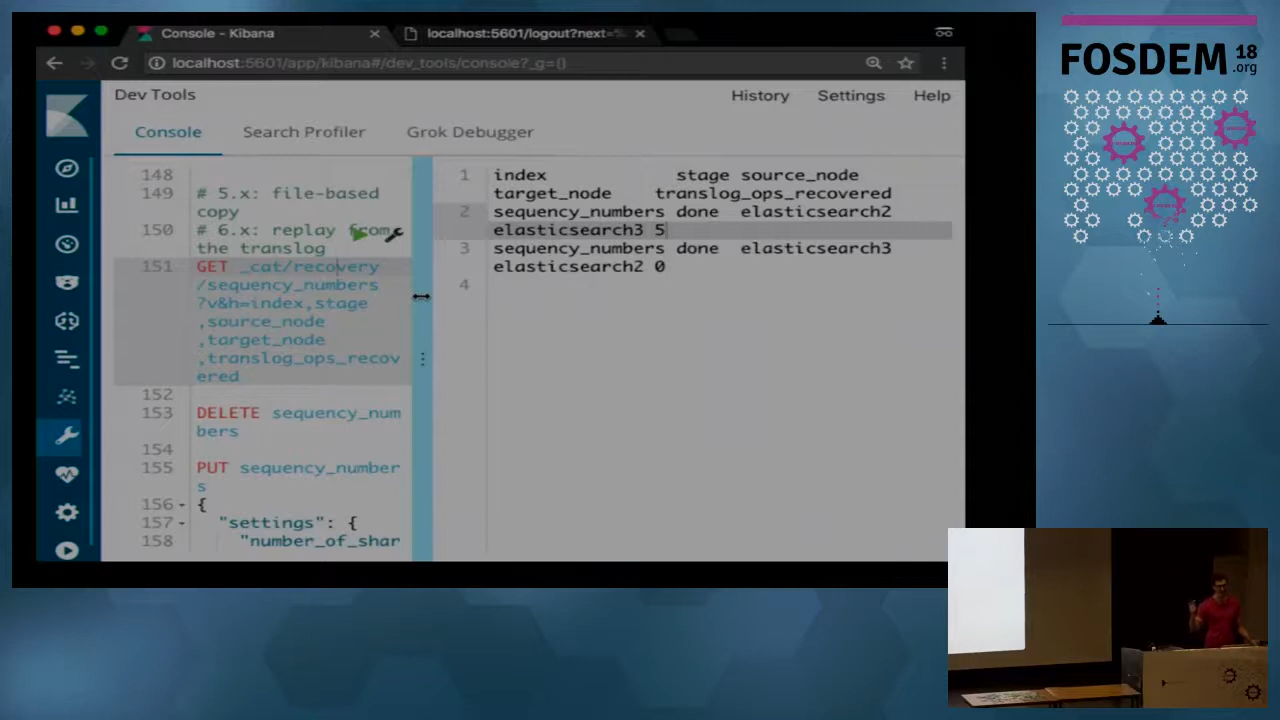 Console - Kibana
localhost:5601/logout?next=%
localhost:5601/app/kibana#/dev_tools/console?_g=()
Dev Tools
History Settings Help
Console Search Profiler Grok Debugger
148
149 # 5.x: file-based
copy
150 # 6.x: replay from
the translog
151 GET _cat/recovery
/sequency_numbers
?v&h=index,stage
,source_node
,target_node
,translog_ops_recov
ered
152
153 DELETE sequency_num
bers
154
155 PUT sequency_number
s
156 {
157 "settings": {
158 "number_of_shar
1 index stage source_node
target_node translog_ops_recovered
2 sequency_numbers done elasticsearch2
elasticsearch3 5
3 sequency_numbers done elasticsearch3
elasticsearch2 0
4
FOSDEM 18
.org